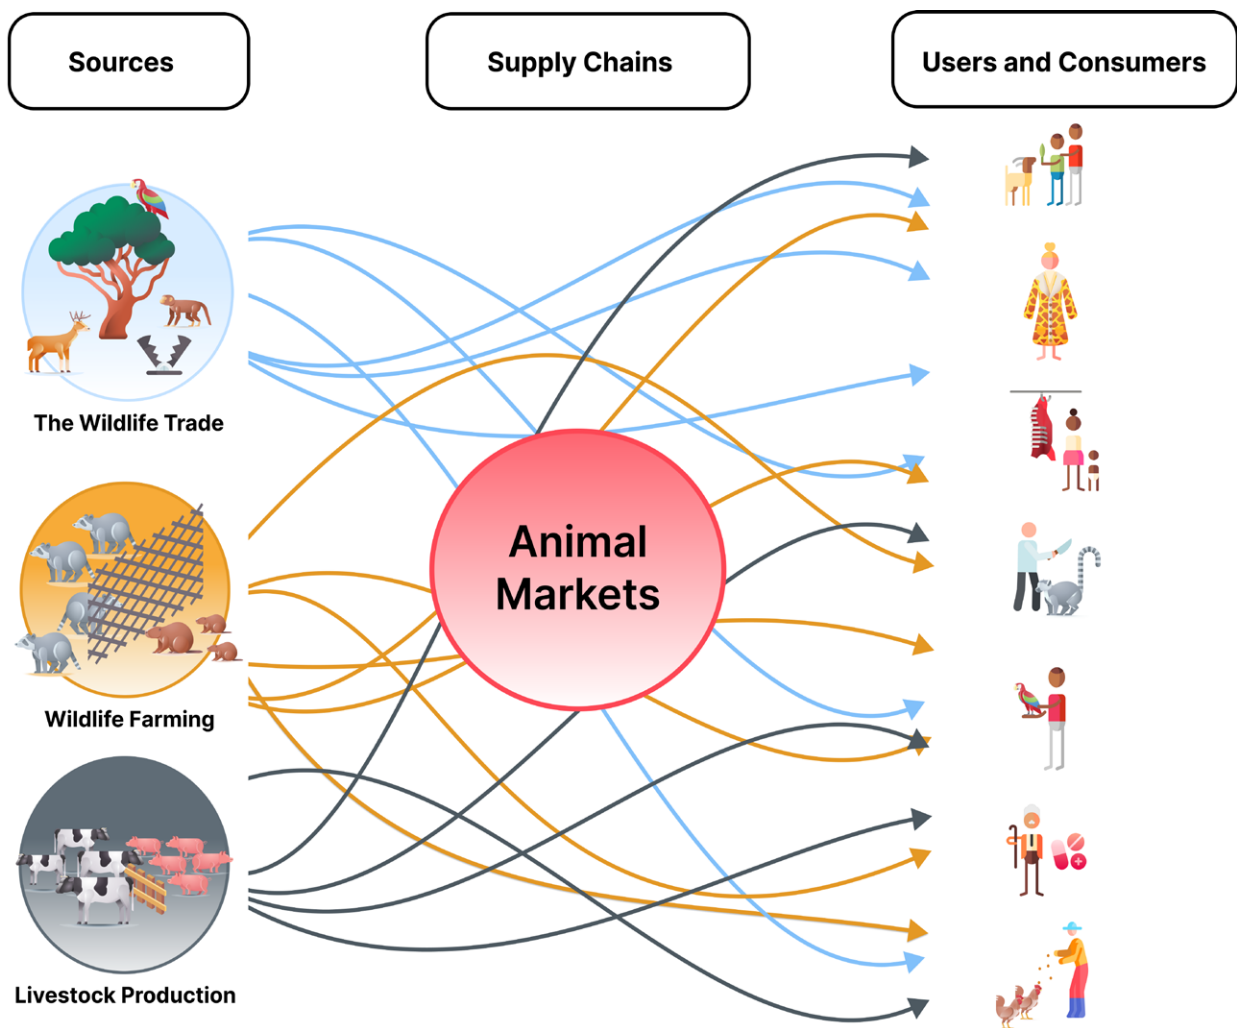 Sources
Supply Chains
Users and Consumers
The Wildlife Trade
Animal
Markets
Wildlife Farming
Livestock Production